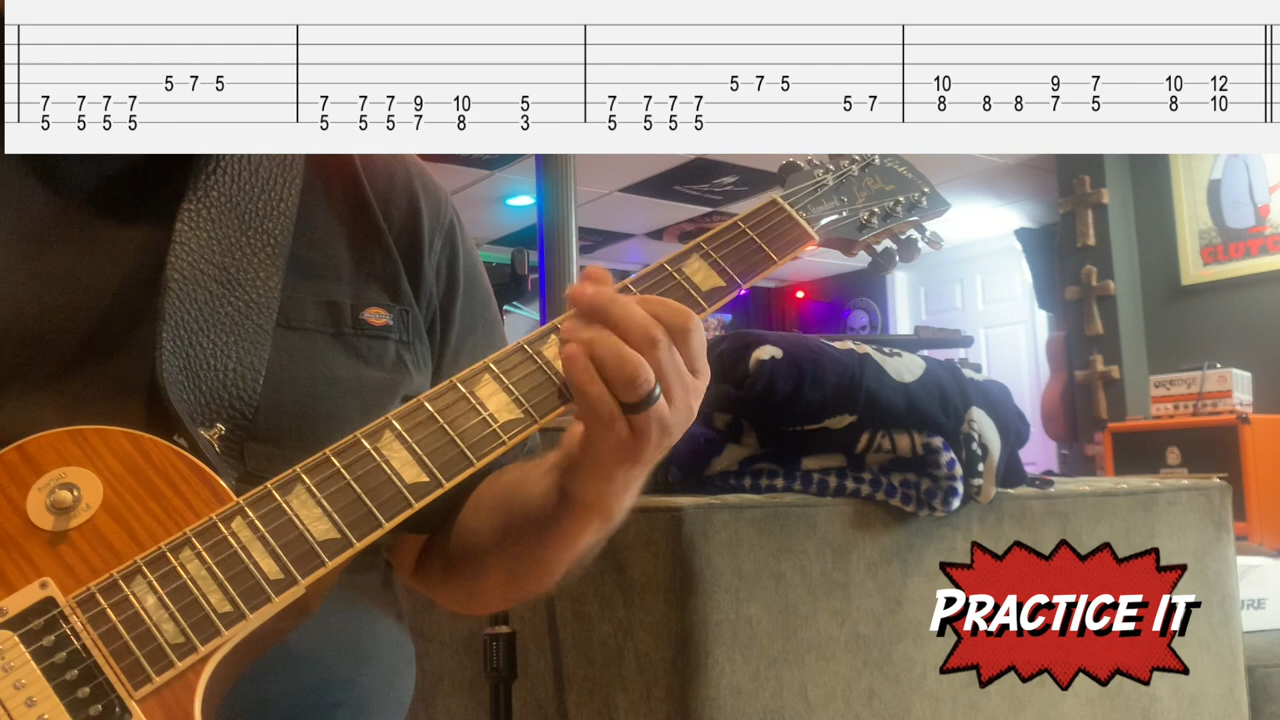 5 7 5 5 7 5 10 9 7 10 12
7 7 7 7 7 7 7 9 10 5 7 7 7 7 5 7 8 8 8 7 5 8 10
5 5 5 5 5 5 5 7 8 3 5 5 5 5
Les Paul
Standard
Dickies
CLUTC
orange
PRACTICE IT